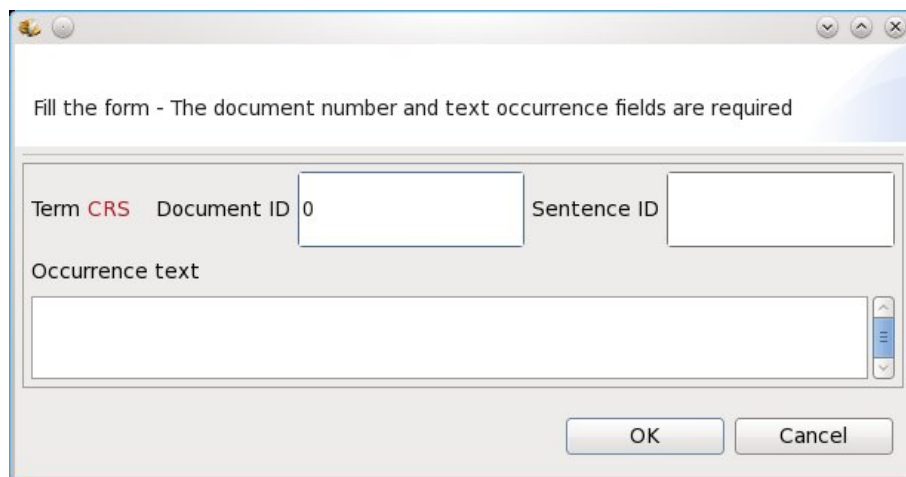 Fill the form - The document number and text occurrence fields are required
Term CRS Document ID 0 Sentence ID
Occurrence text
OK Cancel